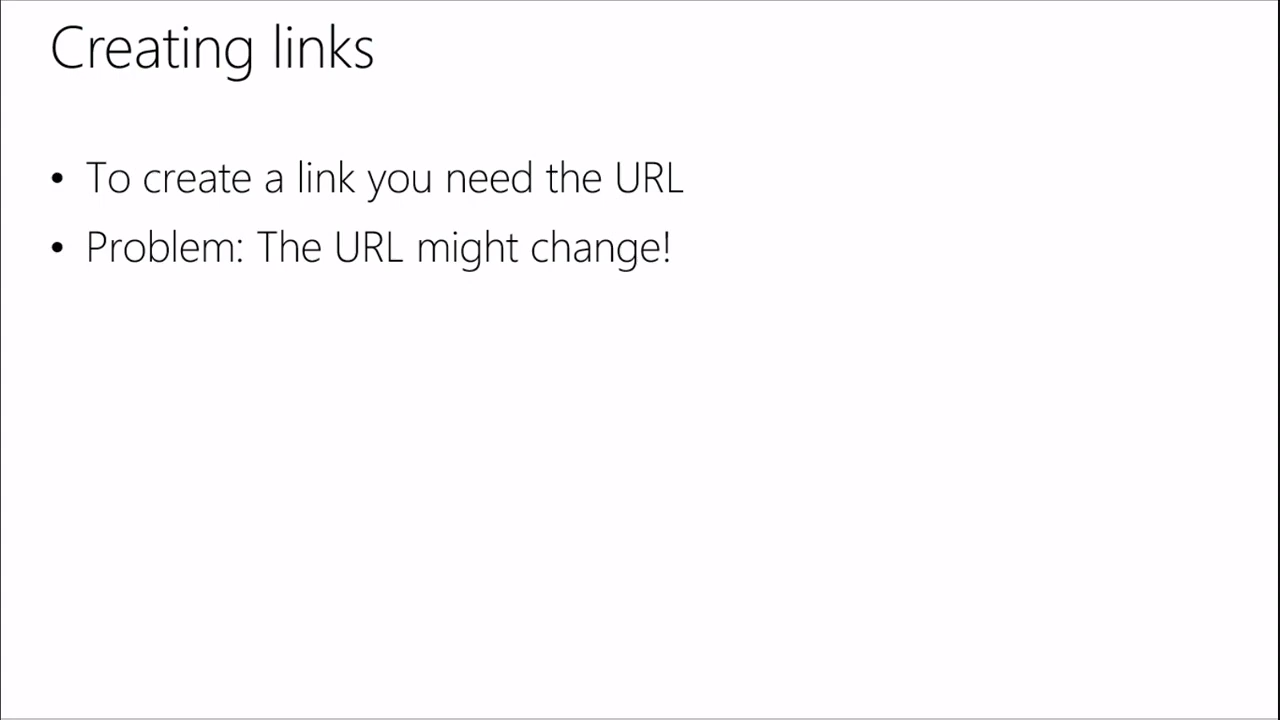 Creating links
• To create a link you need the URL
• Problem: The URL might change!